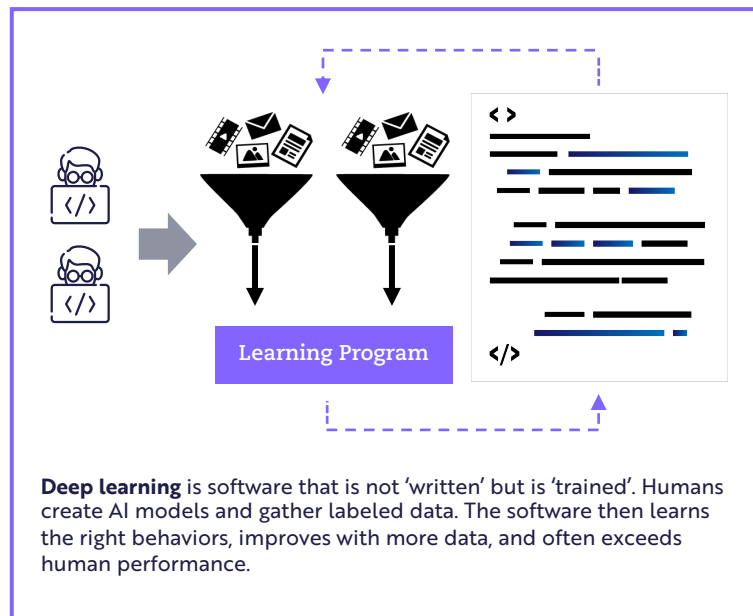 < >
</>
</>
Learning Program
</>
Deep learning is software that is not ‘written’ but is ‘trained’. Humans
create AI models and gather labeled data. The software then learns
the right behaviors, improves with more data, and often exceeds
human performance.